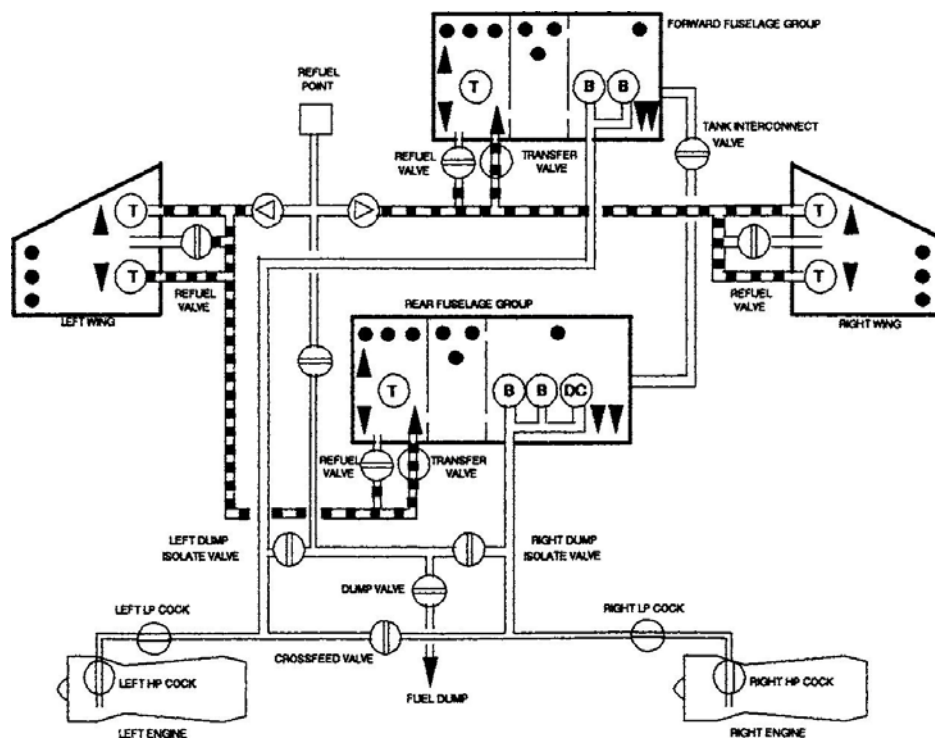 FORWARD FUSELAGE GROUP
REFUEL
POINT
T
B
B
TANK INTERCONNECT
VALVE
REFUEL
VALVE
TRANSFER
VALVE
T
T
T
T
REFUEL
VALVE
REFUEL
VALVE
LEFT WING
RIGHT WING
REAR FUSELAGE GROUP
T
B
B
DC
REFUEL
VALVE
TRANSFER
VALVE
LEFT DUMP
ISOLATE VALVE
RIGHT DUMP
ISOLATE VALVE
DUMP VALVE
LEFT LP COCK
RIGHT LP COCK
CROSSFEED VALVE
LEFT HP COCK
RIGHT HP COCK
FUEL DUMP
LEFT ENGINE
RIGHT ENGINE